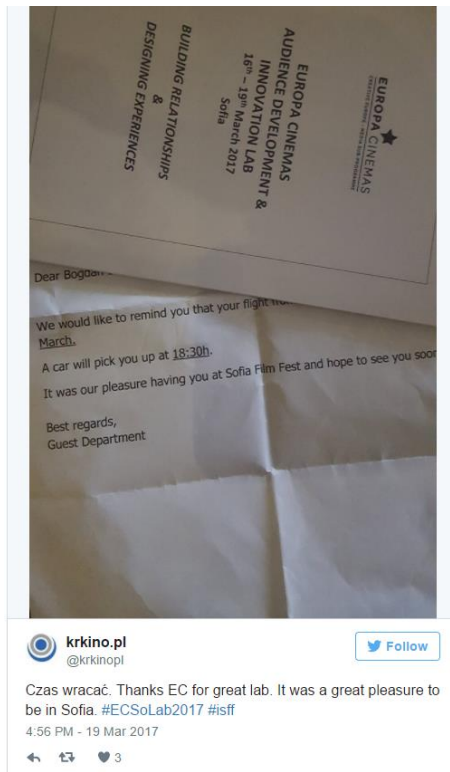 EUROPA CINEMAS
CREATIVE EUROPE - MEDIA SUB-PROGRAMME
EUROPA CINEMAS
AUDIENCE DEVELOPMENT &
INNOVATION LAB
16th – 19th March 2017
Sofia
BUILDING RELATIONSHIPS
&
DESIGNING EXPERIENCES
Dear
We would like to remind you that your flight
March.
A car will pick you up at 18:30h.
It was our pleasure having you at Sofia Film Fest and hope to see you soon
Best regards,
Guest Department
krkino.pl
@krkinopl
Follow
Czas wracać. Thanks EC for great lab. It was a great pleasure to
be in Sofia. #ECSoLab2017 #isff
4:56 PM - 19 Mar 2017
3